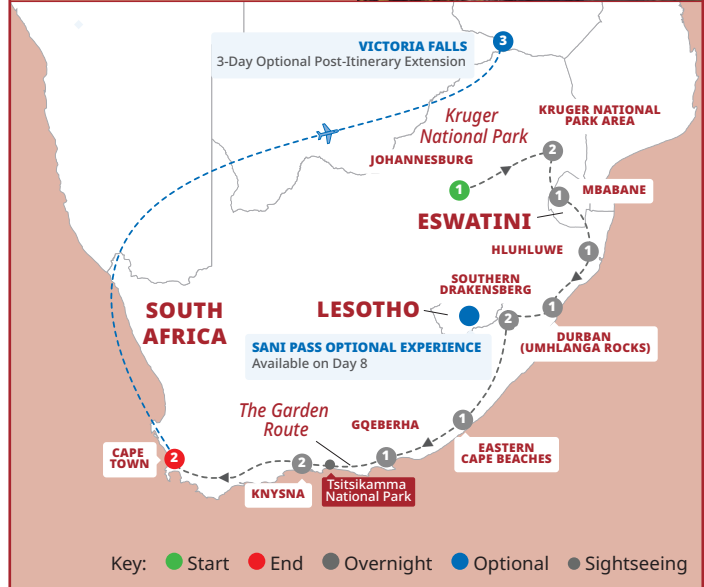 VICTORIA FALLS
3-Day Optional Post-Itinerary Extension
3
Kruger
National Park
KRUGER NATIONAL
PARK AREA
JOHANNESBURG
2
1
1
MBABANE
ESWATINI
HLUHLUWE
1
SOUTHERN
DRAKENSBERG
SOUTH
AFRICA
LESOTHO
2
1
DURBAN
(UMHLANGA ROCKS)
SANI PASS OPTIONAL EXPERIENCE
Available on Day 8
The Garden
Route
GQEBERHA
1
EASTERN
CAPE BEACHES
CAPE
TOWN
2
2
1
KNYSNA
Tsitsikamma
National Park
Key: Start End Overnight Optional Sightseeing